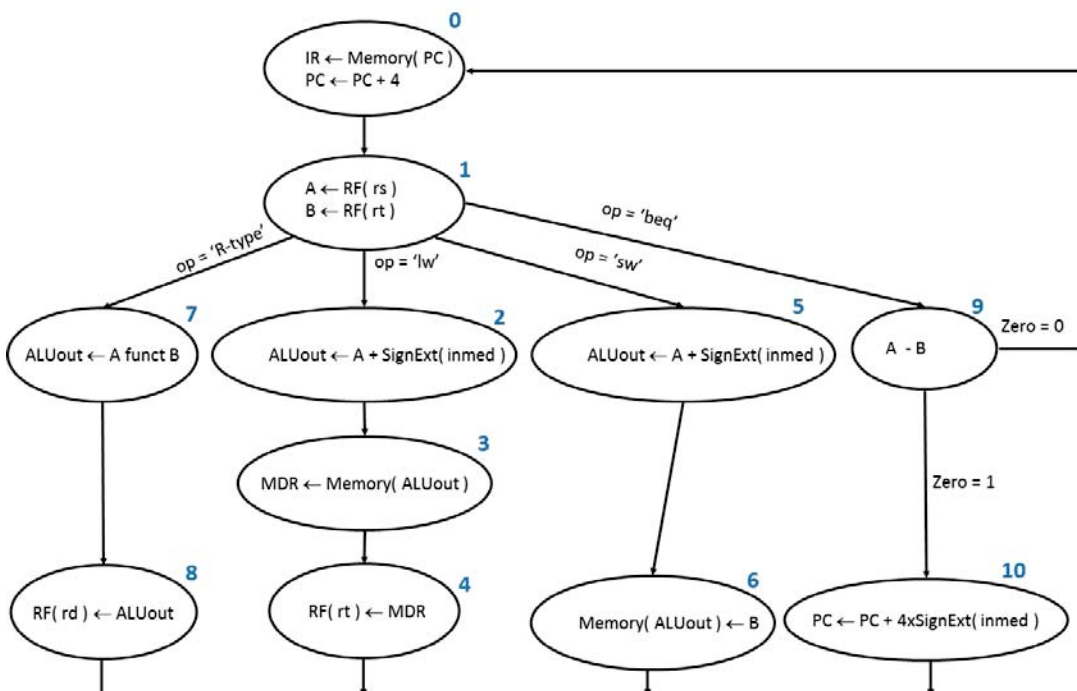 0
IR ← Memory( PC )
PC ← PC + 4
1
A ← RF( rs )
B ← RF( rt )
op = 'R-type'
op = 'lw'
op = 'sw'
op = 'beq'
7
ALUout ← A funct B
2
ALUout ← A + SignExt( inmed )
5
ALUout ← A + SignExt( inmed )
9
A - B
Zero = 0
3
MDR ← Memory( ALUout )
Zero = 1
8
RF( rd ) ← ALUout
4
RF( rt ) ← MDR
6
Memory( ALUout ) ← B
10
PC ← PC + 4xSignExt( inmed )